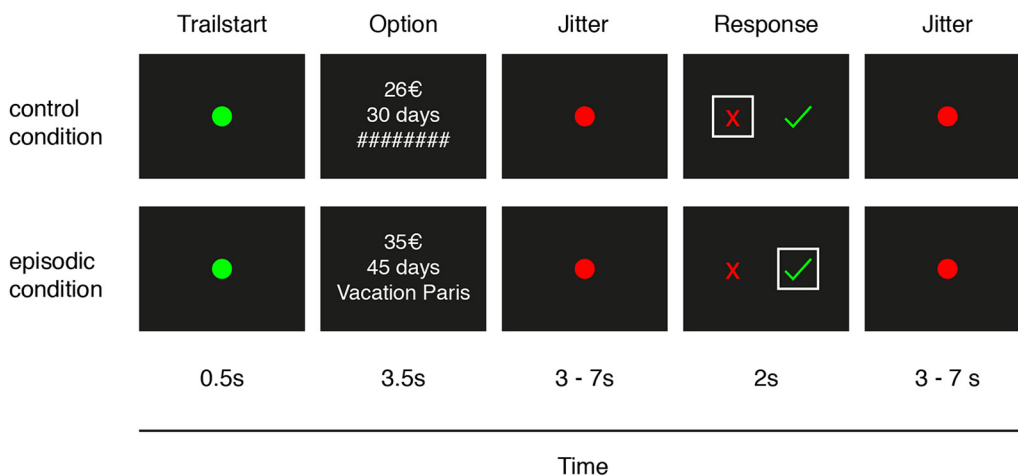 Trailstart Option Jitter Response Jitter
control
condition
26€
30 days
########
X ✓
episodic
condition
35€
45 days
Vacation Paris
X ✓
0.5s 3.5s 3 - 7s 2s 3 - 7 s
Time